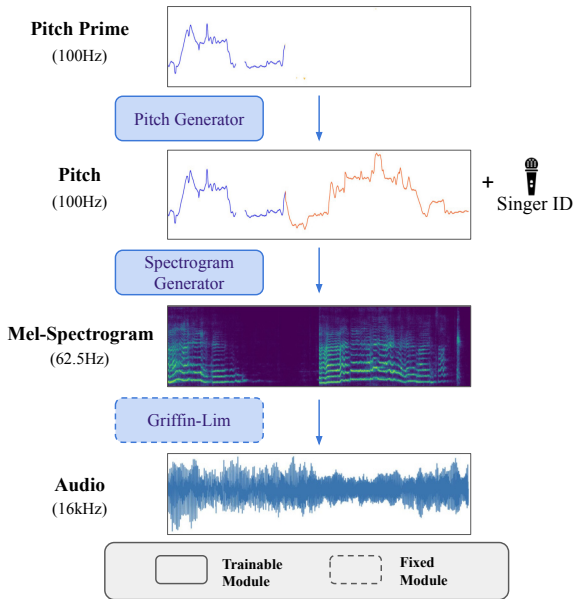 Pitch Prime
(100Hz)
Pitch Generator
Pitch
(100Hz)
+
Singer ID
Spectrogram
Generator
Mel-Spectrogram
(62.5Hz)
Griffin-Lim
Audio
(16kHz)
Trainable
Module
Fixed
Module